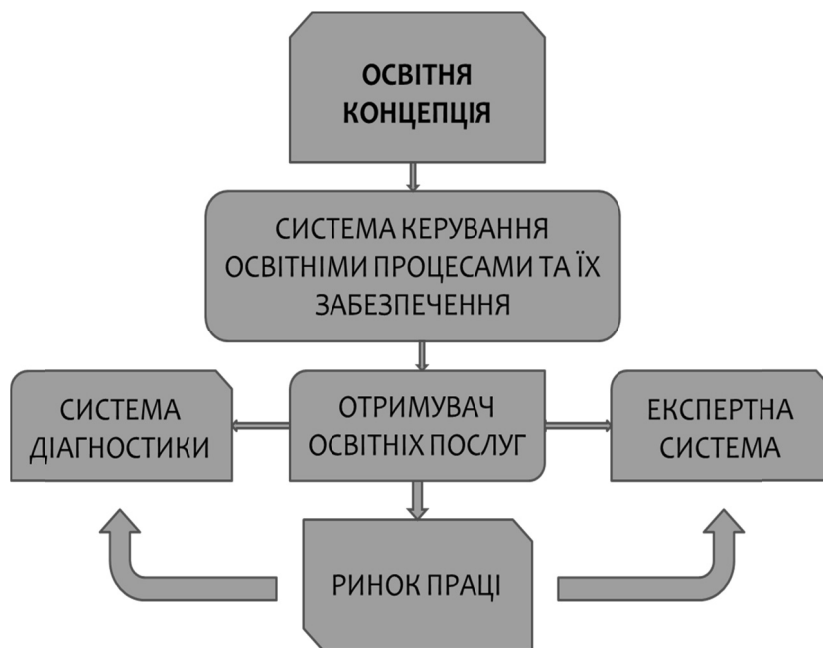 ОСВІТНЯ
КОНЦЕПЦІЯ
СИСТЕМА КЕРУВАННЯ
ОСВІТНІМИ ПРОЦЕСАМИ ТА ЇХ
ЗАБЕЗПЕЧЕННЯ
СИСТЕМА
ДІАГНОСТИКИ
ОТРИМУВАЧ
ОСВІТНІХ ПОСЛУГ
ЕКСПЕРТНА
СИСТЕМА
РИНОК ПРАЦІ